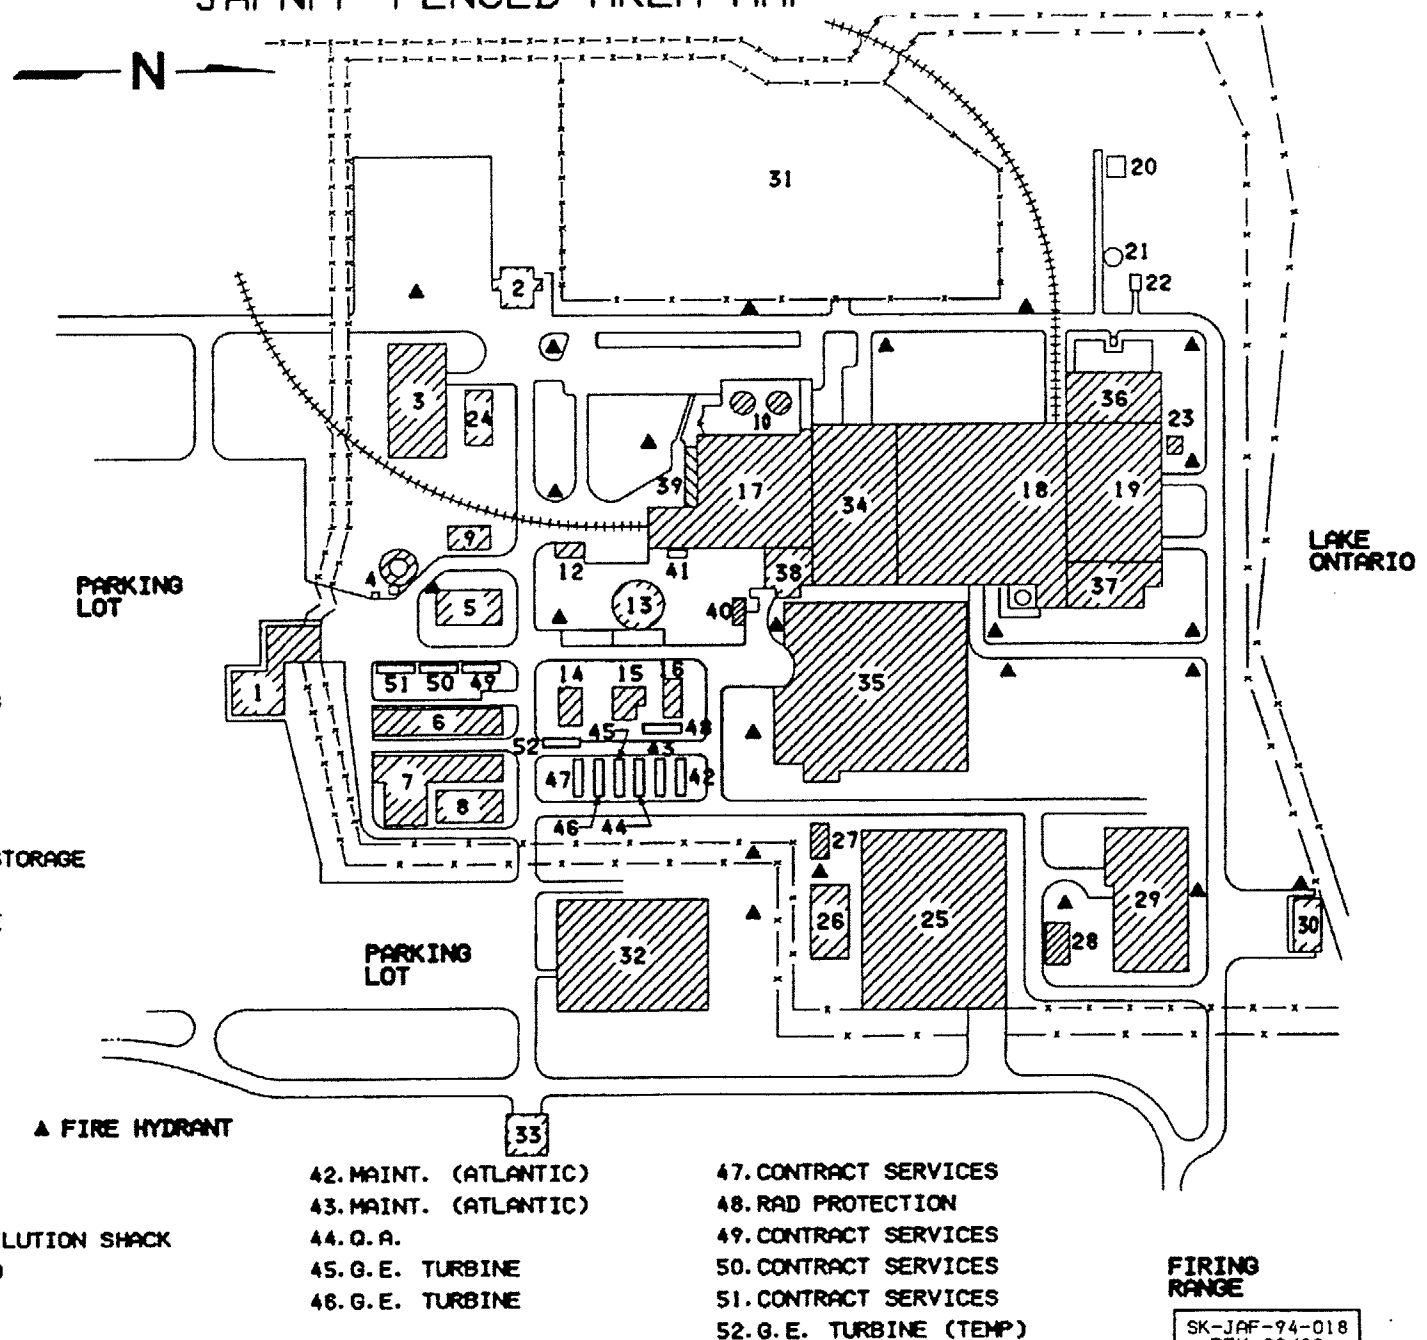 JAFNPP FENCED AREA MAP
N
31
20
21
22
2
3
24
10
36
23
39
17
34
18
19
LAKE
ONTARIO
9
12
41
38
37
4
PARKING
LOT
5
13
40
1
51 50 49
14 15 16
35
6
45
48
52
43
7
47
42
8
46
44
STORAGE
27
26
25
29
28
30
PARKING
LOT
32
33
FIRE HYDRANT
42. MAINT. (ATLANTIC)
43. MAINT. (ATLANTIC)
44. Q.A.
45. G.E. TURBINE
46. G.E. TURBINE
47. CONTRACT SERVICES
48. RAD PROTECTION
49. CONTRACT SERVICES
50. CONTRACT SERVICES
51. CONTRACT SERVICES
52. G.E. TURBINE (TEMP)
LUTION SHACK
FIRING
RANGE
SK-JAF-94-018